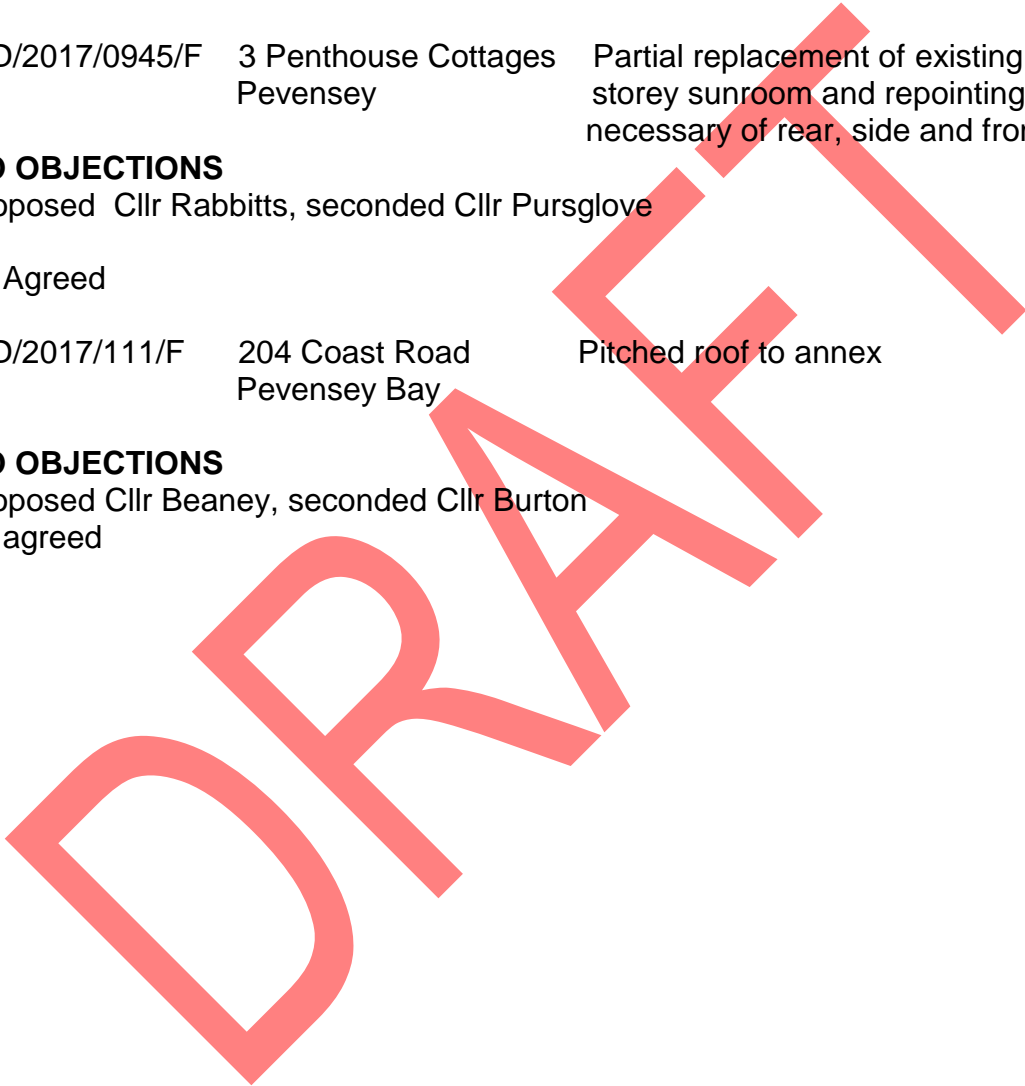 D/2017/0945/F 3 Penthouse Cottages Partial replacement of existing
Pevensey storey sunroom and repointing
necessary of rear, side and fron
O OBJECTIONS
oposed Cllr Rabbitts, seconded Cllr Pursglove
Agreed
D/2017/111/F 204 Coast Road Pitched roof to annex
Pevensey Bay
O OBJECTIONS
oposed Cllr Beaney, seconded Cllr Burton
agreed
DRAFT